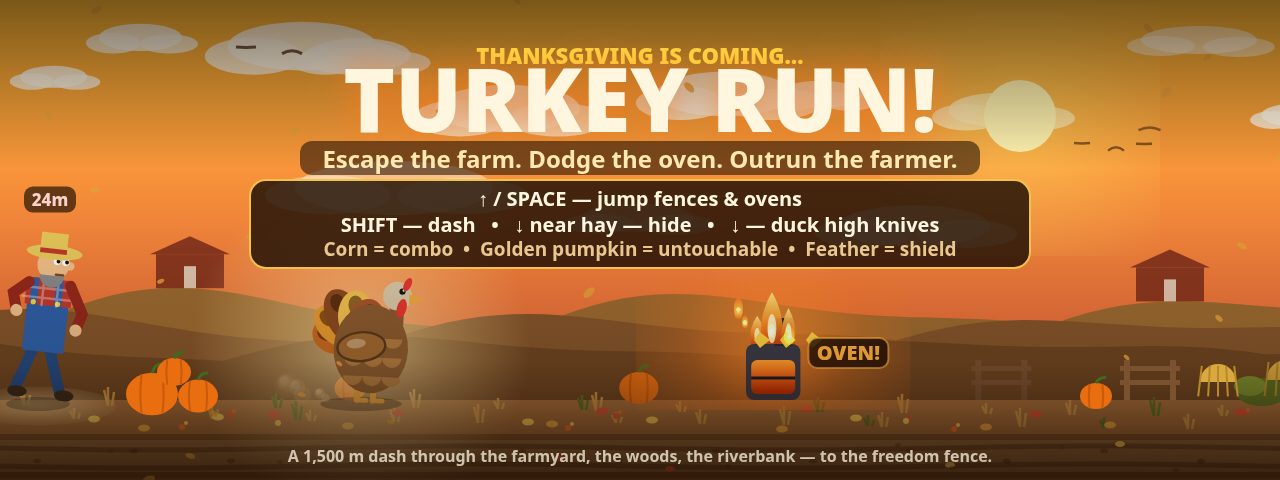 THANKSGIVING IS COMING...
TURKEY RUN!
Escape the farm. Dodge the oven. Outrun the farmer.
↑ / SPACE — jump fences & ovens
SHIFT — dash • ↓ near hay — hide • ↓ — duck high knives
Corn = combo • Golden pumpkin = untouchable • Feather = shield
24m
OVEN!
A 1,500 m dash through the farmyard, the woods, the riverbank — to the freedom fence.